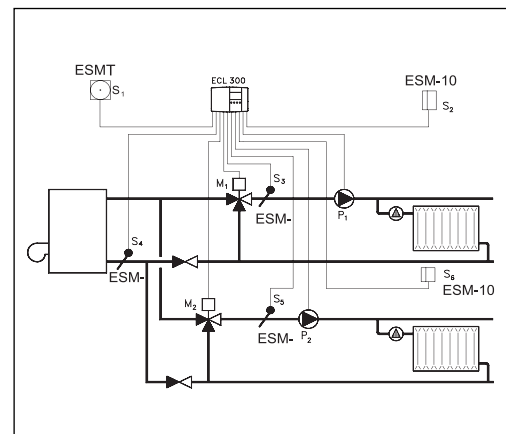 ESMT
S1
ECL 300
ESM-10
S2
M1
S3
ESM-
P1
S4
ESM-
S6
ESM-10
M2
S5
ESM-
P2